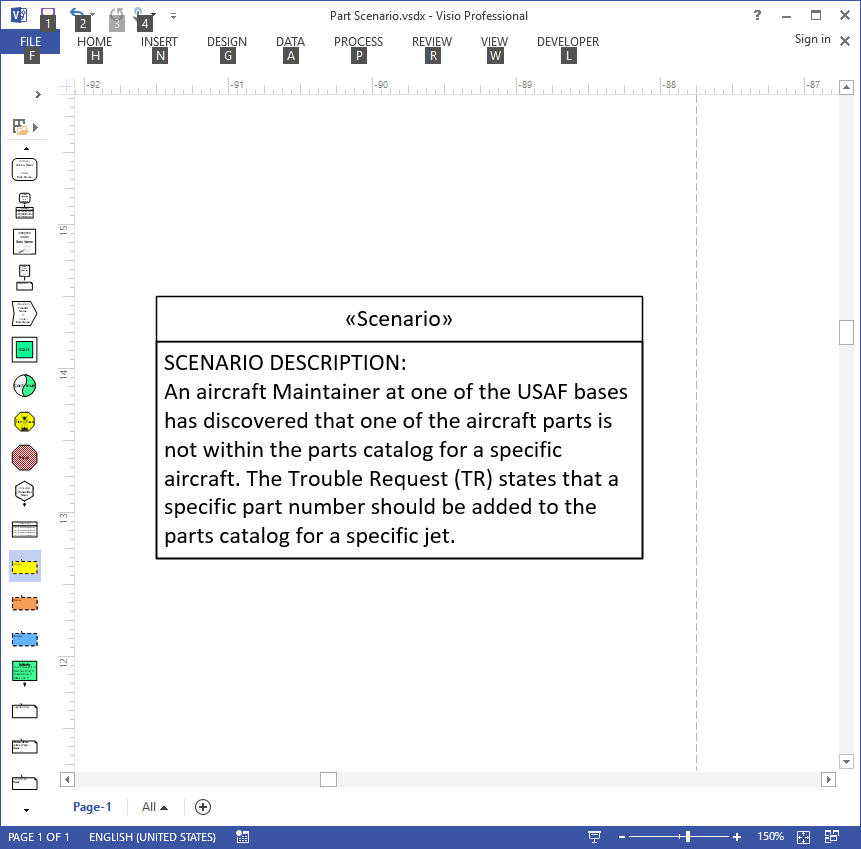 Part Scenario.vsdx - Visio Professional
?
1
2
3
4
FILE HOME INSERT DESIGN DATA PROCESS REVIEW VIEW DEVELOPER Sign in
F H N G A P R W L
-92 -91 -90 -89 -88 -87
15
14
13
12
«Scenario»
SCENARIO DESCRIPTION:
An aircraft Maintainer at one of the USAF bases
has discovered that one of the aircraft parts is
not within the parts catalog for a specific
aircraft. The Trouble Request (TR) states that a
specific part number should be added to the
parts catalog for a specific jet.
Page-1 All
PAGE 1 OF 1 ENGLISH (UNITED STATES) 150%